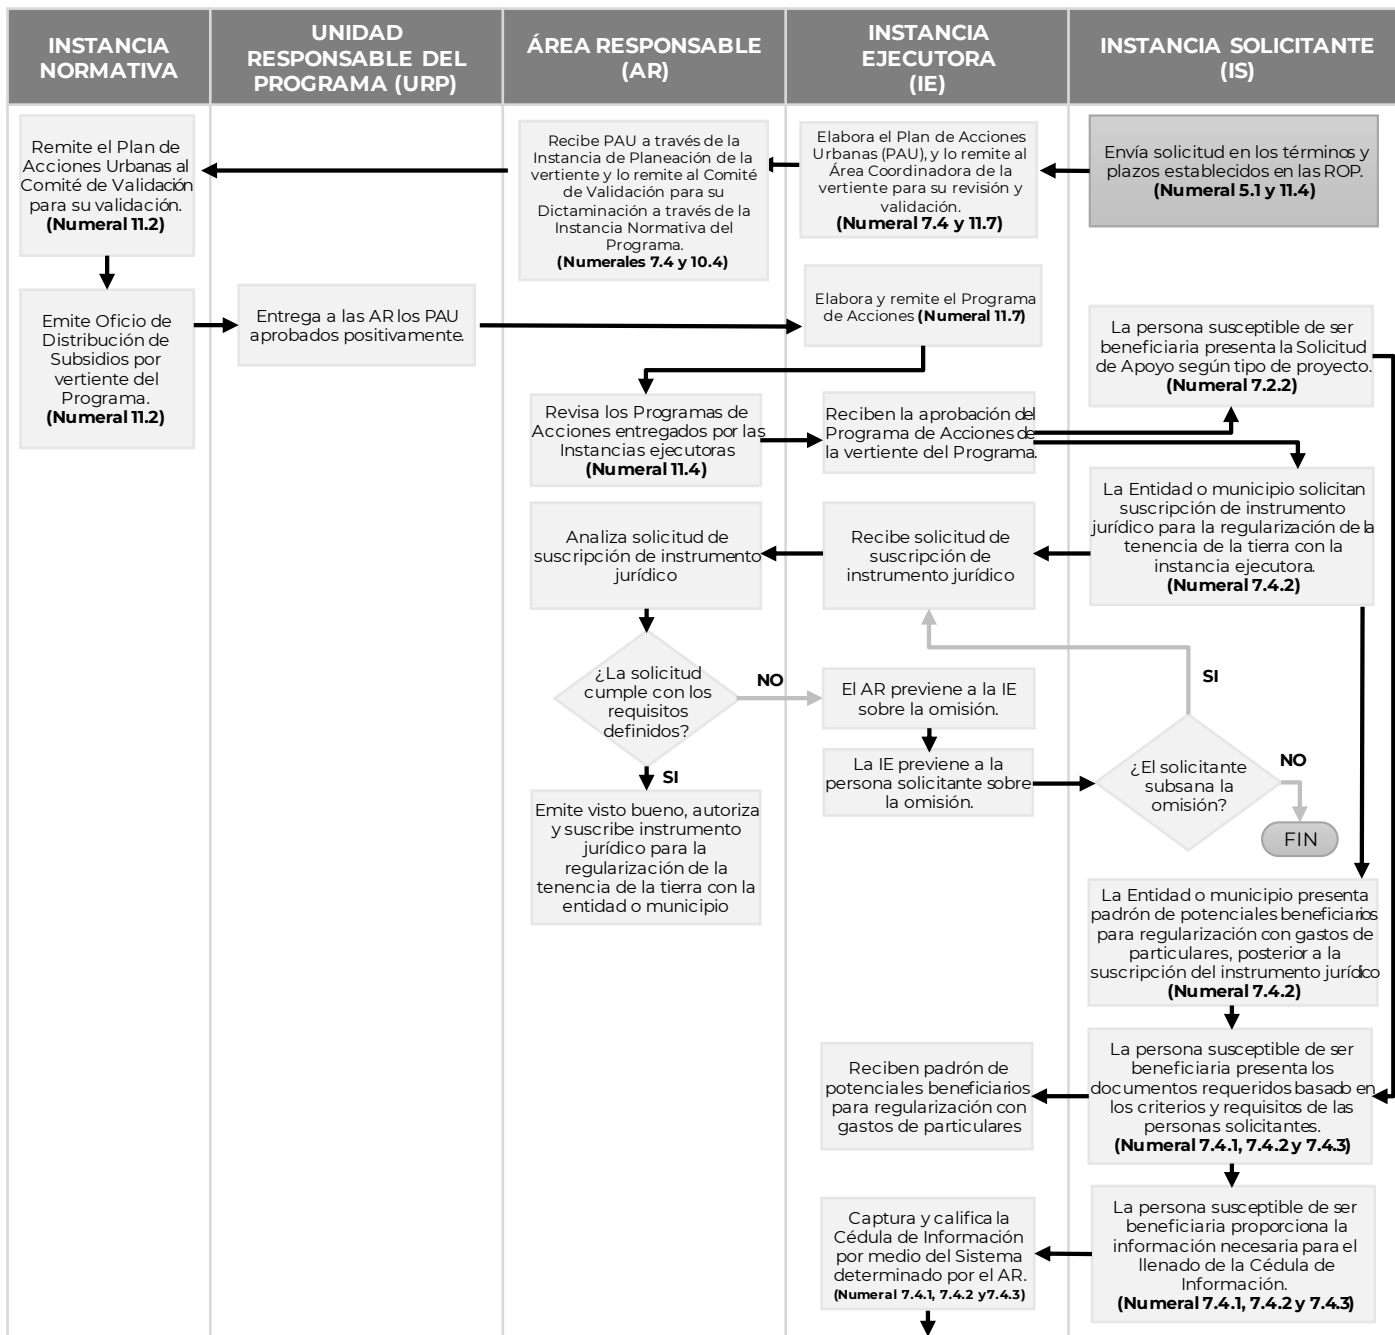 INSTANCIA
NORMATIVA
UNIDAD
RESPONSABLE DEL
PROGRAMA (URP)
ÁREA RESPONSABLE
(AR)
INSTANCIA
EJECUTORA
(IE)
INSTANCIA SOLICITANTE
(IS)
Remite el Plan de
Acciones Urbanas al
Comité de Validación
para su validación.
(Numeral 11.2)
Recibe PAU a través de la
Instancia de Planeación de la
vertiente y lo remite al Comité
de Validación para su
Dictaminación a través de la
Instancia Normativa del
Programa.
(Numerales 7.4 y 10.4)
Elabora el Plan de Acciones
Urbanas (PAU), y lo remite al
Área Coordinadora de la
vertiente para su revisión y
validación.
(Numeral 7.4 y 11.7)
Envía solicitud en los términos y
plazos establecidos en las ROP.
(Numeral 5.1 y 11.4)
Emite Oficio de
Distribución de
Subsidios por
vertiente del
Programa.
(Numeral 11.2)
Entrega a las AR los PAU
aprobados positivamente.
Elabora y remite el Programa
de Acciones (Numeral 11.7)
La persona susceptible de ser
beneficiaria presenta la Solicitud
de Apoyo según tipo de proyecto.
(Numeral 7.2.2)
Revisa los Programas de
Acciones entregados por las
Instancias ejecutoras
(Numeral 11.4)
Reciben la aprobación del
Programa de Acciones de
la vertiente del Programa.
La Entidad o municipio solicitan
suscripción de instrumento
jurídico para la regularización de la
tenencia de la tierra con la
instancia ejecutora.
(Numeral 7.4.2)
Analiza solicitud de
suscripción de instrumento
jurídico
Recibe solicitud de
suscripción de
instrumento jurídico
¿La solicitud
cumple con los
requisitos
definidos?
NO
El AR previene a la IE
sobre la omisión.
SI
La IE previene a la
persona solicitante sobre
la omisión.
¿El solicitante
subsana la
omisión?
NO
FIN
SI
Emite visto bueno, autoriza
y suscribe instrumento
jurídico para la
regularización de la
tenencia de la tierra con la
entidad o municipio
La Entidad o municipio presenta
padrón de potenciales beneficiarios
para regularización con gastos de
particulares, posterior a la
suscripción del instrumento jurídico
(Numeral 7.4.2)
Reciben padrón de
potenciales beneficiarios
para regularización con
gastos de particulares
La persona susceptible de ser
beneficiaria presenta los
documentos requeridos basado en
los criterios y requisitos de las
personas solicitantes.
(Numeral 7.4.1, 7.4.2 y 7.4.3)
Captura y califica la
Cédula de Información
por medio del Sistema
determinado por el AR.
(Numeral 7.4.1, 7.4.2 y7.4.3)
La persona susceptible de ser
beneficiaria proporciona la
información necesaria para el
llenado de la Cédula de
Información.
(Numeral 7.4.1, 7.4.2 y 7.4.3)